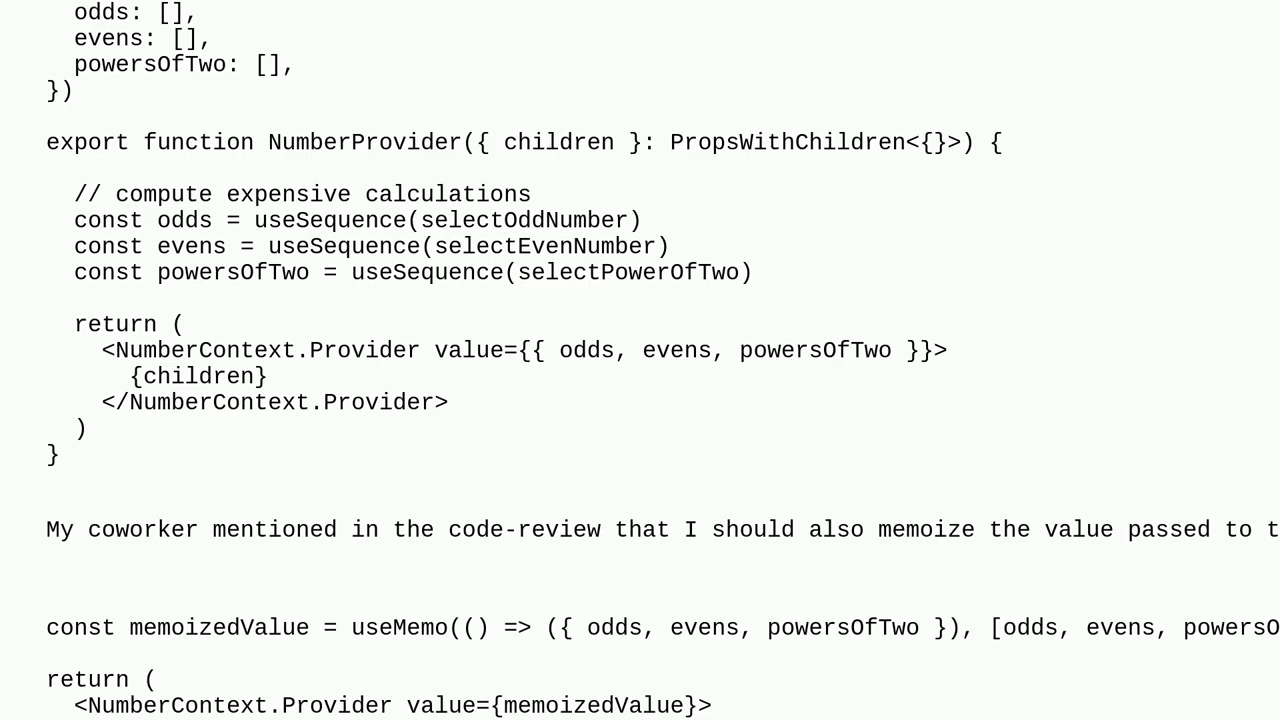 odds: [],
evens: [],
powersOfTwo: [],
})
export function NumberProvider({ children }: PropsWithChildren<{}>) {
// compute expensive calculations
const odds = useSequence(selectOddNumber)
const evens = useSequence(selectEvenNumber)
const powersOfTwo = useSequence(selectPowerOfTwo)
return (
<NumberContext.Provider value={{ odds, evens, powersOfTwo }}>
{children}
</NumberContext.Provider>
)
}
My coworker mentioned in the code-review that I should also memoize the value passed to t
const memoizedValue = useMemo(() => ({ odds, evens, powersOfTwo }), [odds, evens, powersO
return (
<NumberContext.Provider value={memoizedValue}>